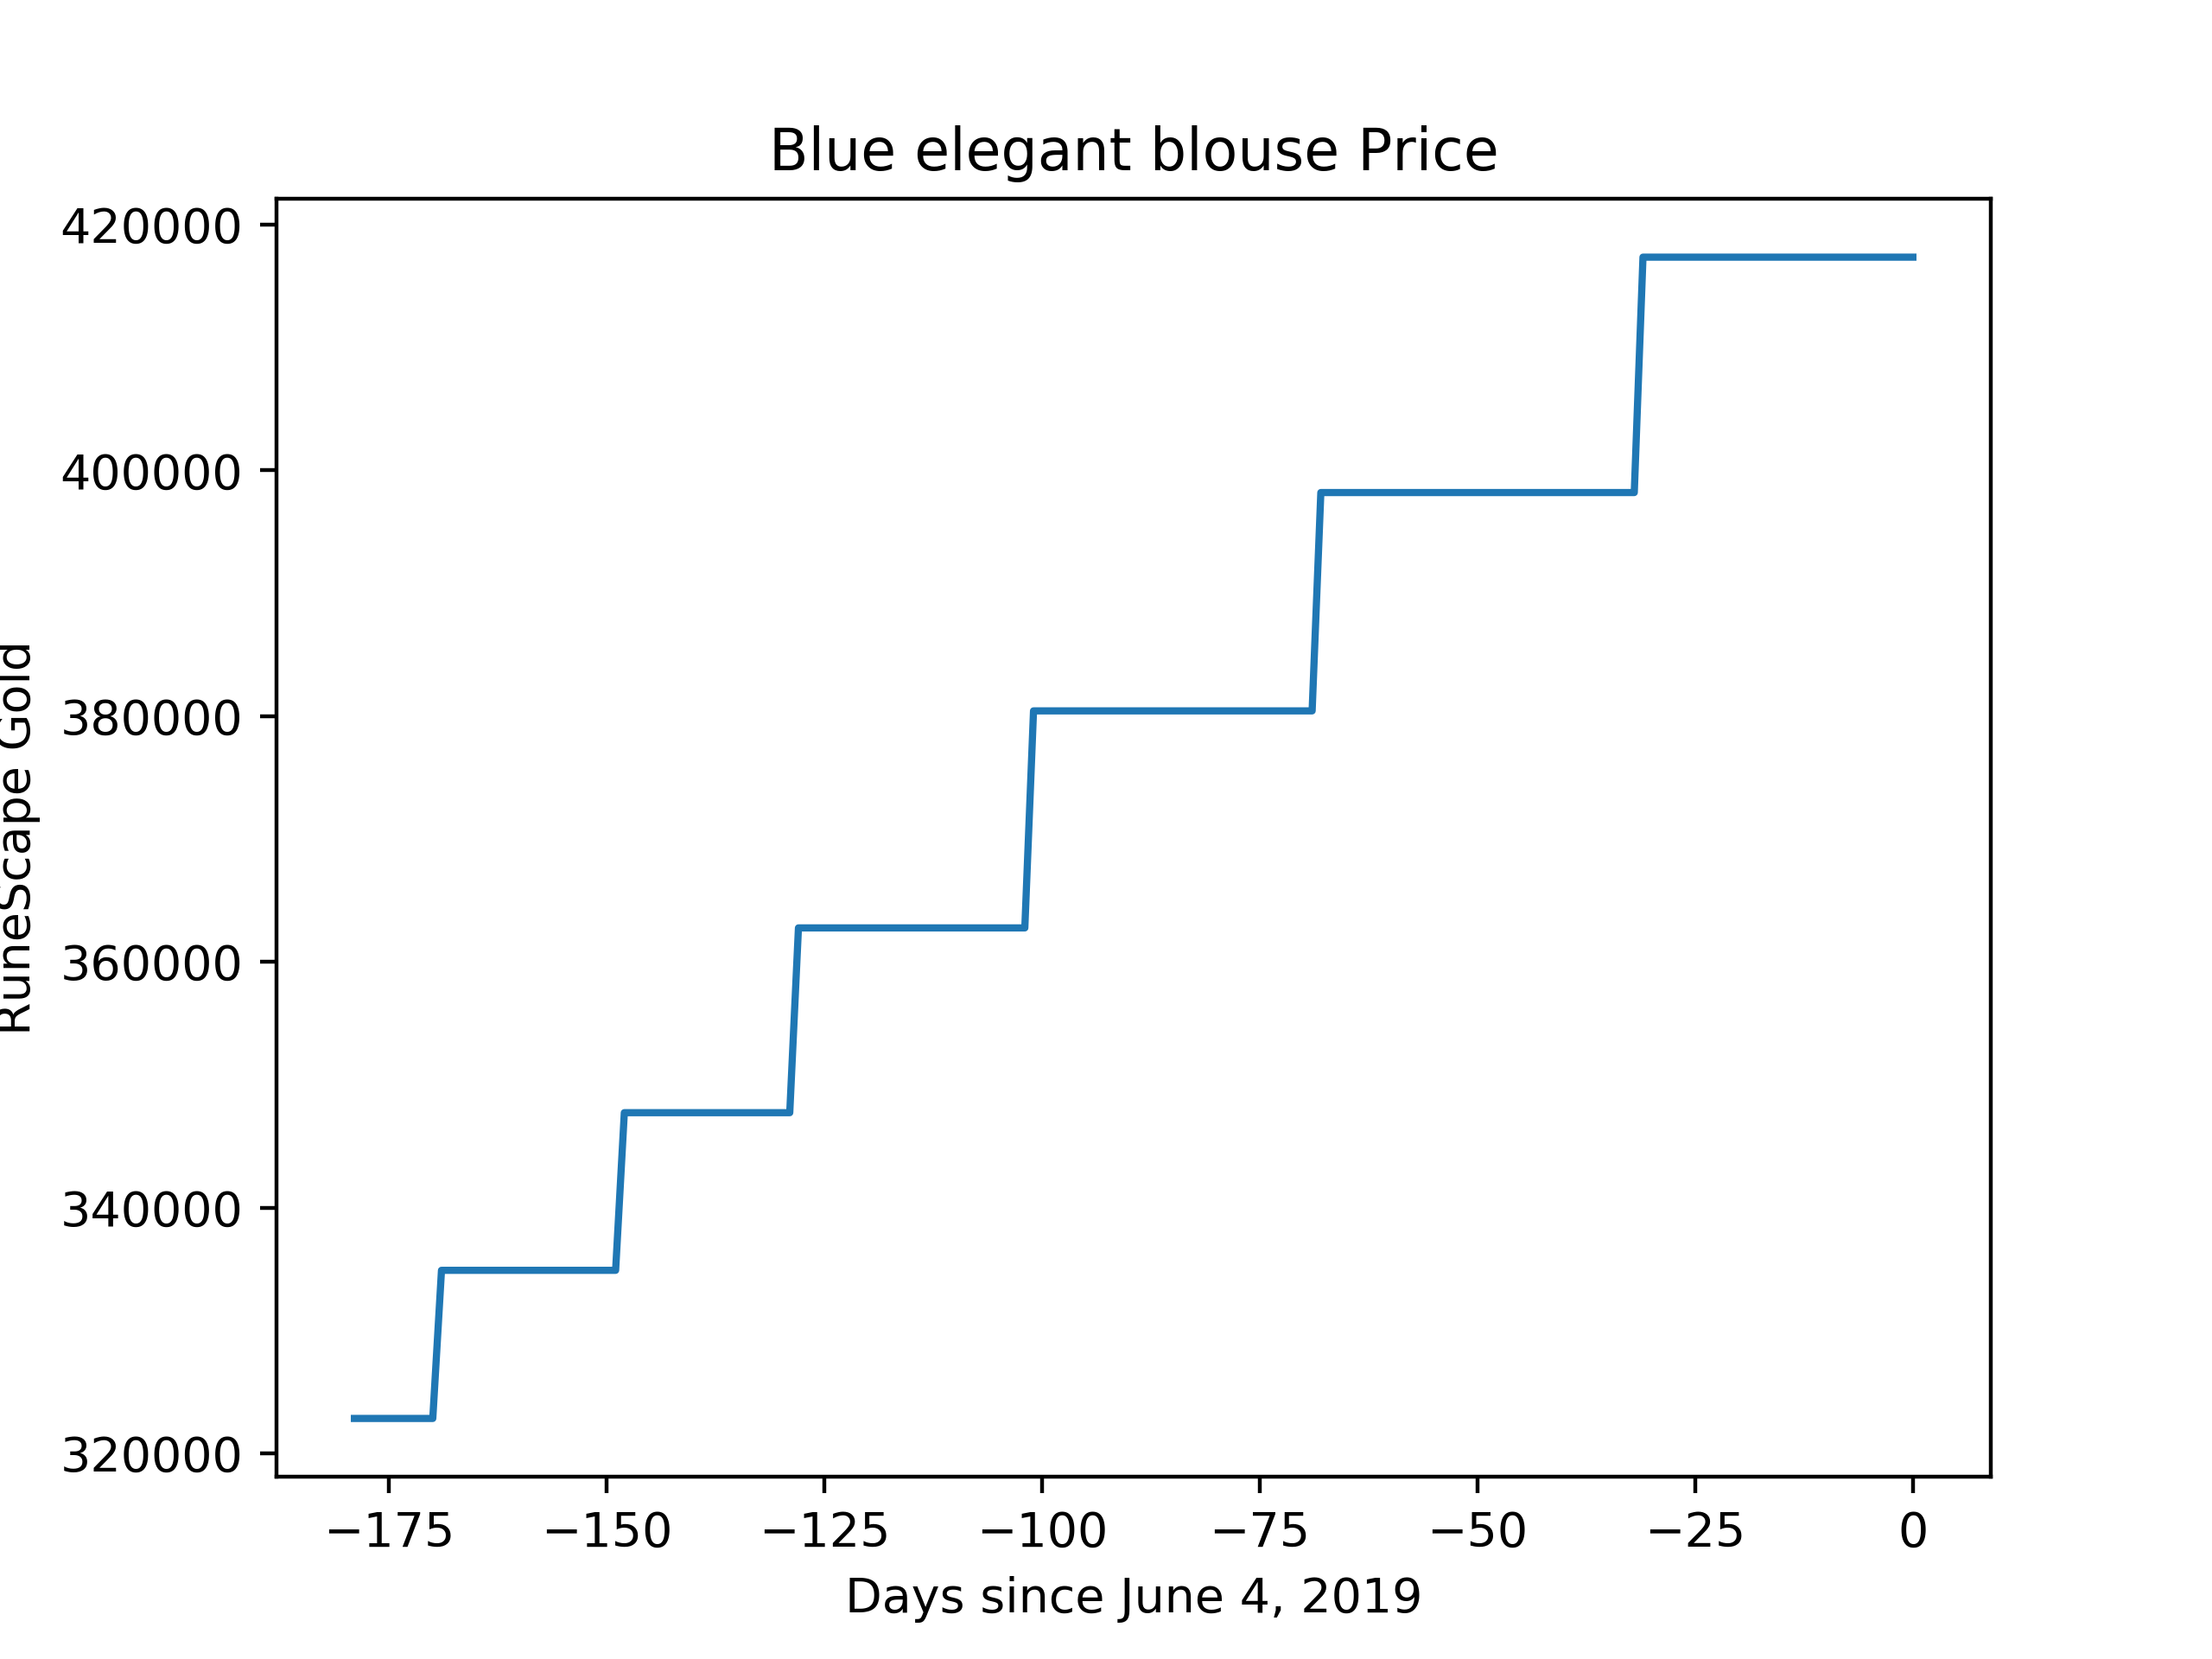 Blue elegant blouse Price
RuneScape Gold
420000
400000
380000
360000
340000
320000
−175 −150 −125 −100 −75 −50 −25 0
Days since June 4, 2019